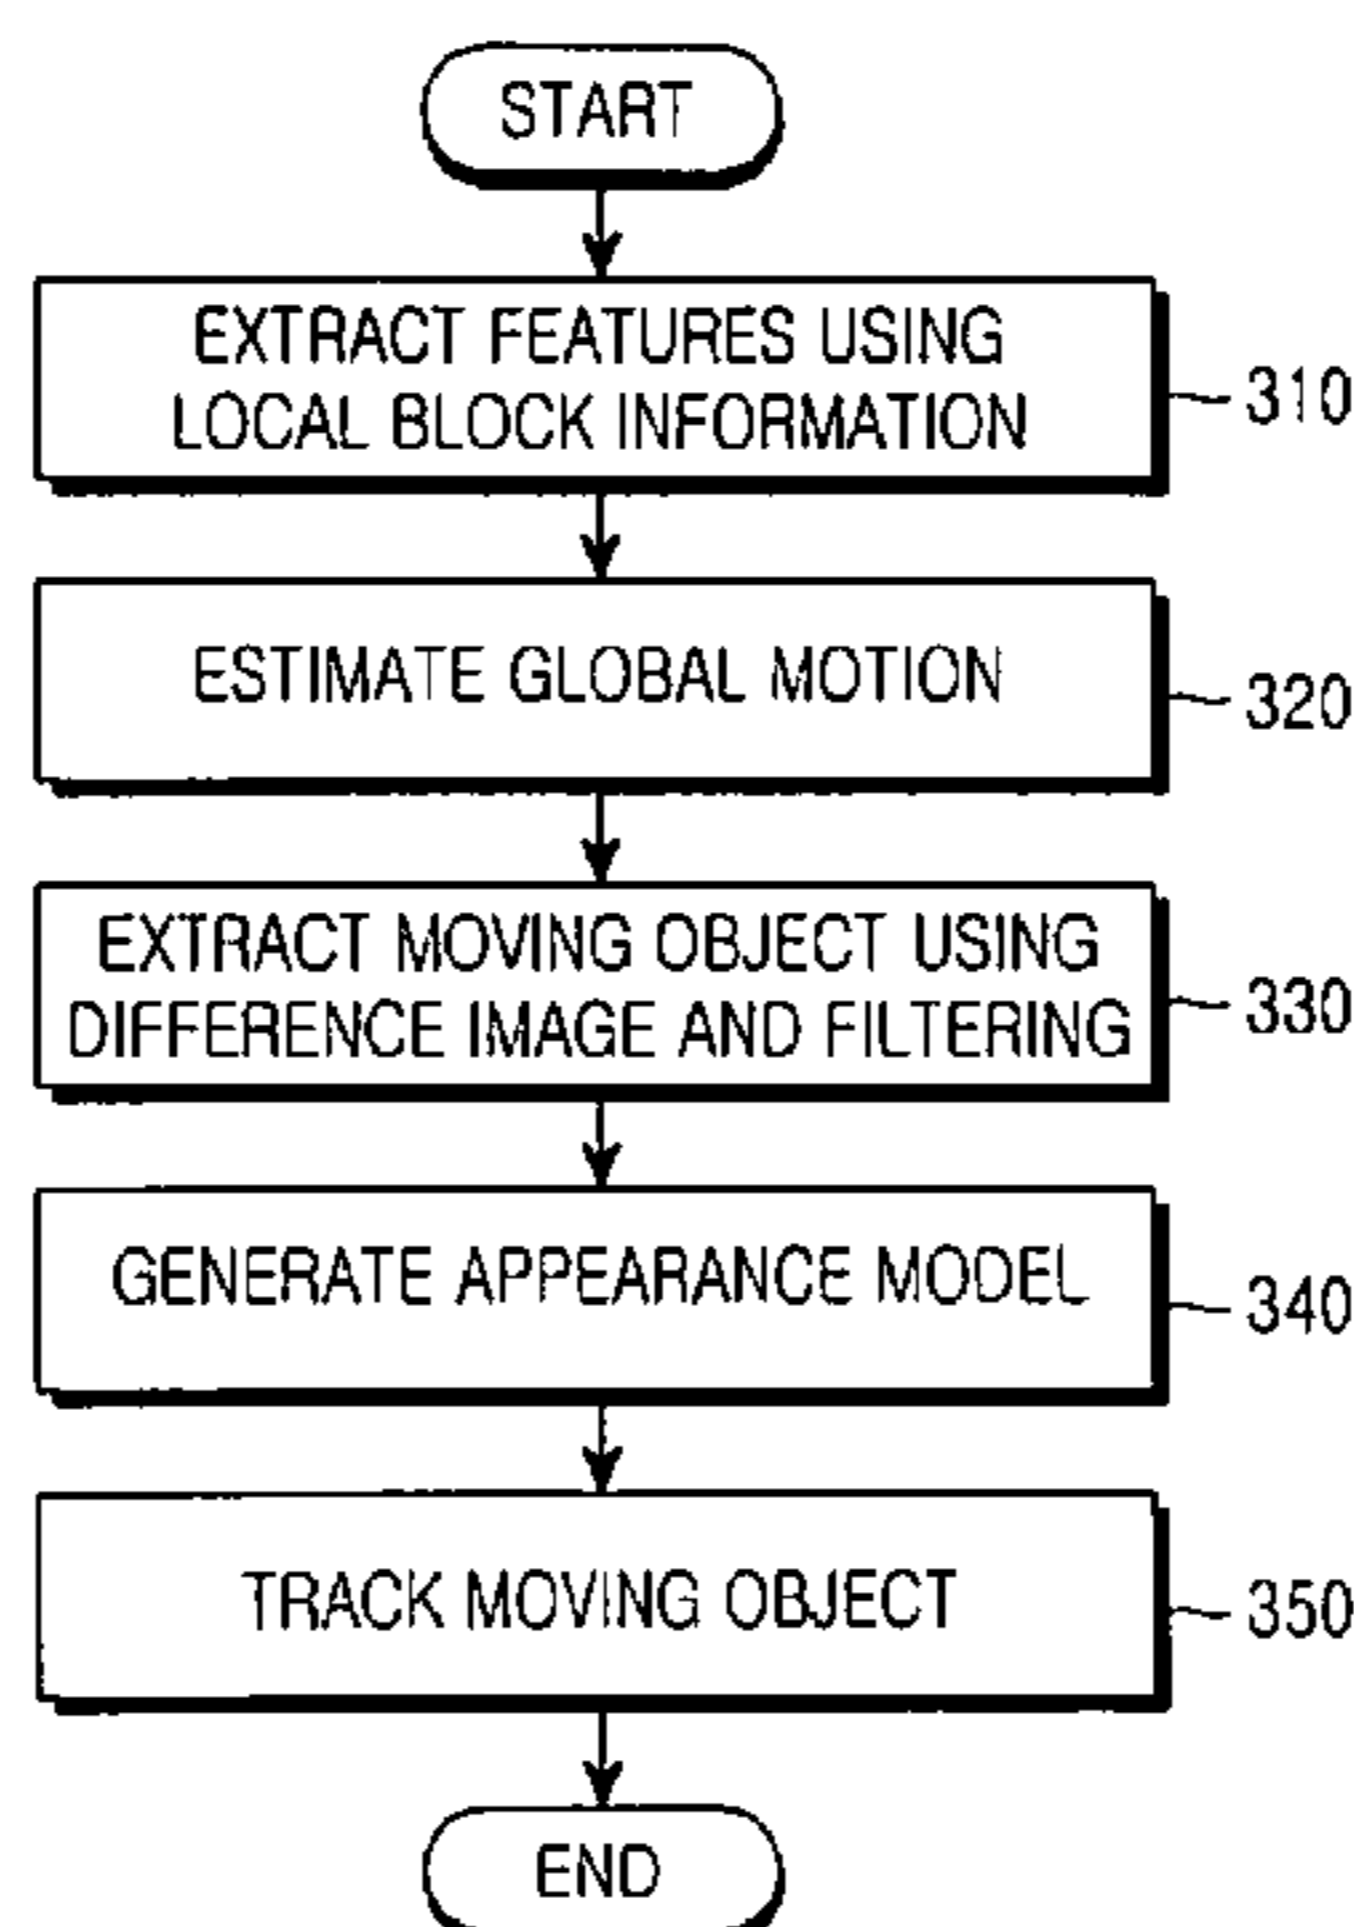 START
EXTRACT FEATURES USING
LOCAL BLOCK INFORMATION
310
ESTIMATE GLOBAL MOTION
320
EXTRACT MOVING OBJECT USING
DIFFERENCE IMAGE AND FILTERING
330
GENERATE APPEARANCE MODEL
340
TRACK MOVING OBJECT
350
END